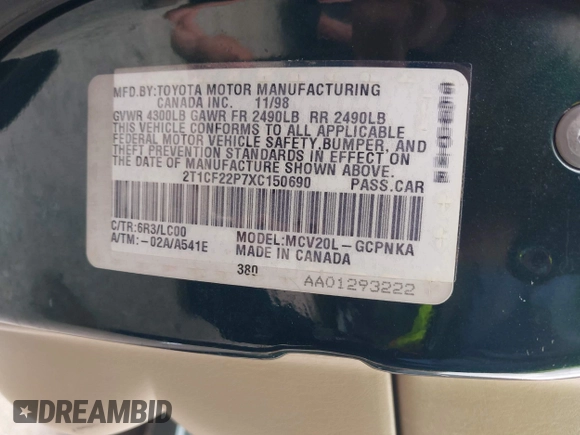 MFD.BY:TOYOTA MOTOR MANUFACTURING
CANADA INC. 11/98
GVWR 4300LB GAWR FR 2490LB RR 2490LB
THIS VEHICLE CONFORMS TO ALL APPLICABLE
FEDERAL MOTOR VEHICLE SAFETY,BUMPER, AND
THEFT PREVENTION STANDARDS IN EFFECT ON
THE DATE OF MANUFACTURE SHOWN ABOVE.
2T1CF22P7XC150690 PASS.CAR
C/TR:6R3/LC00 MODEL:MCV20L-GCPNKA
A/TM:-02A/A541E MADE IN CANADA
380
AA01293222
DREAMBID